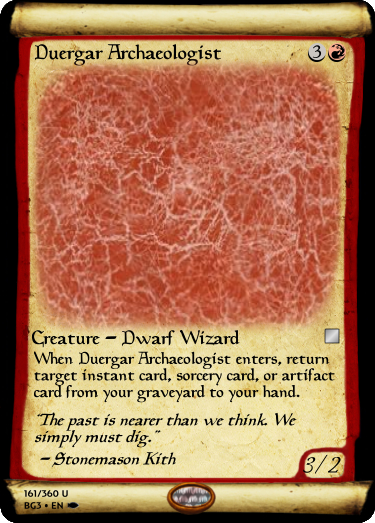 Duergar Archaeologist 3
Creature – Dwarf Wizard
When Duergar Archaeologist enters, return
target instant card, sorcery card, or artifact
card from your graveyard to your hand.
"The past is nearer than we think. We
simply must dig."
– Stonemason Kith
3/2
161/360 U
BG3 • EN